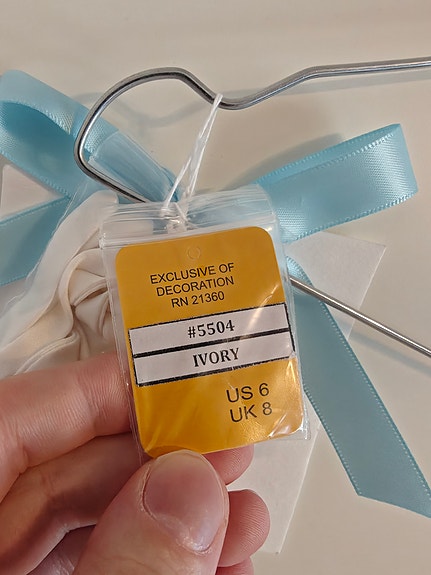 EXCLUSIVE OF
DECORATION
RN 21360
#5504
IVORY
US 6
UK 8